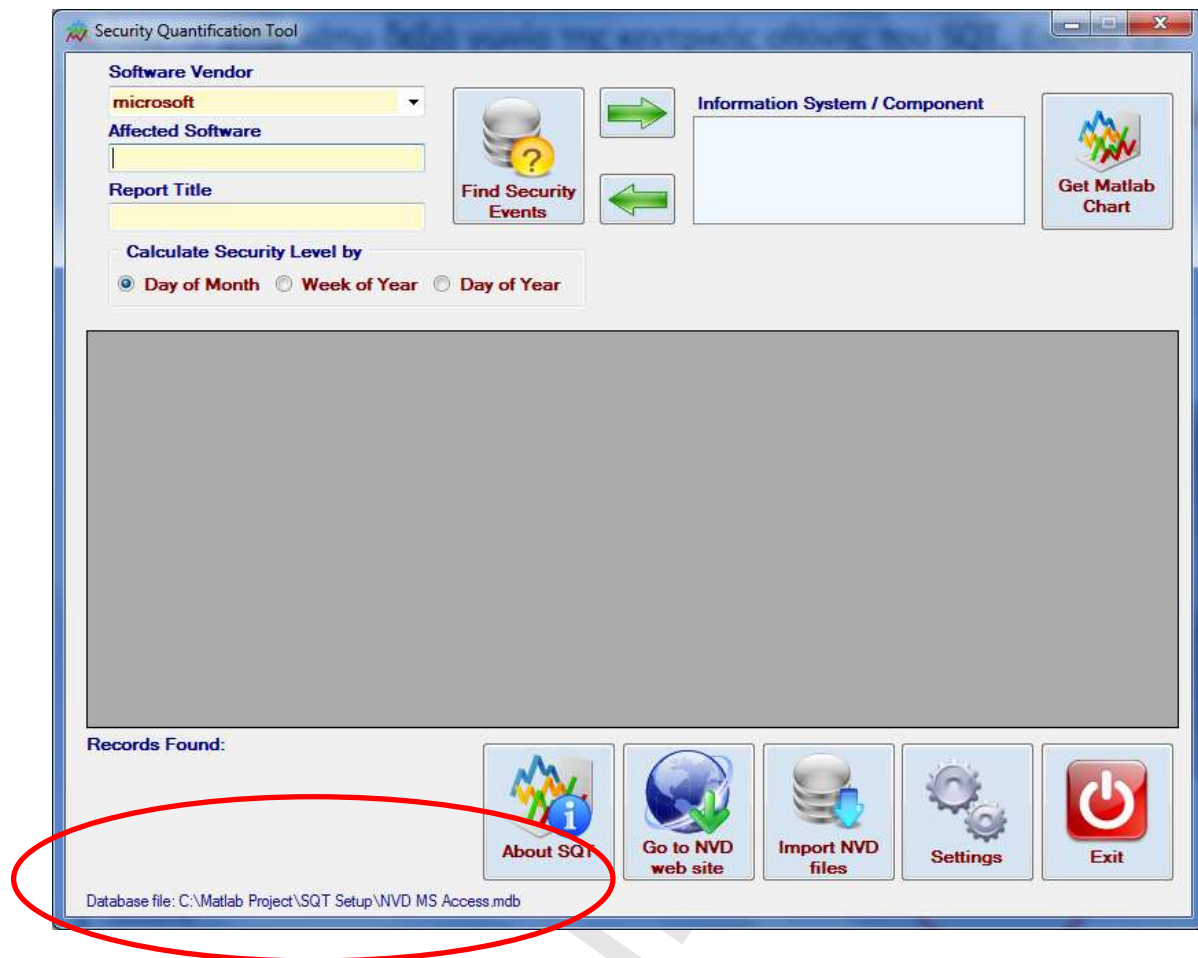 Security Quantification Tool
Software Vendor
microsoft
Affected Software
Report Title
Find Security
Events
Information System / Component
Get Matlab
Chart
Calculate Security Level by
Day of Month Week of Year Day of Year
Records Found:
About SQT
Go to NVD
web site
Import NVD
files
Settings
Exit
Database file: C:\Matlab Project\SQT Setup\NVD MS Access.mdb